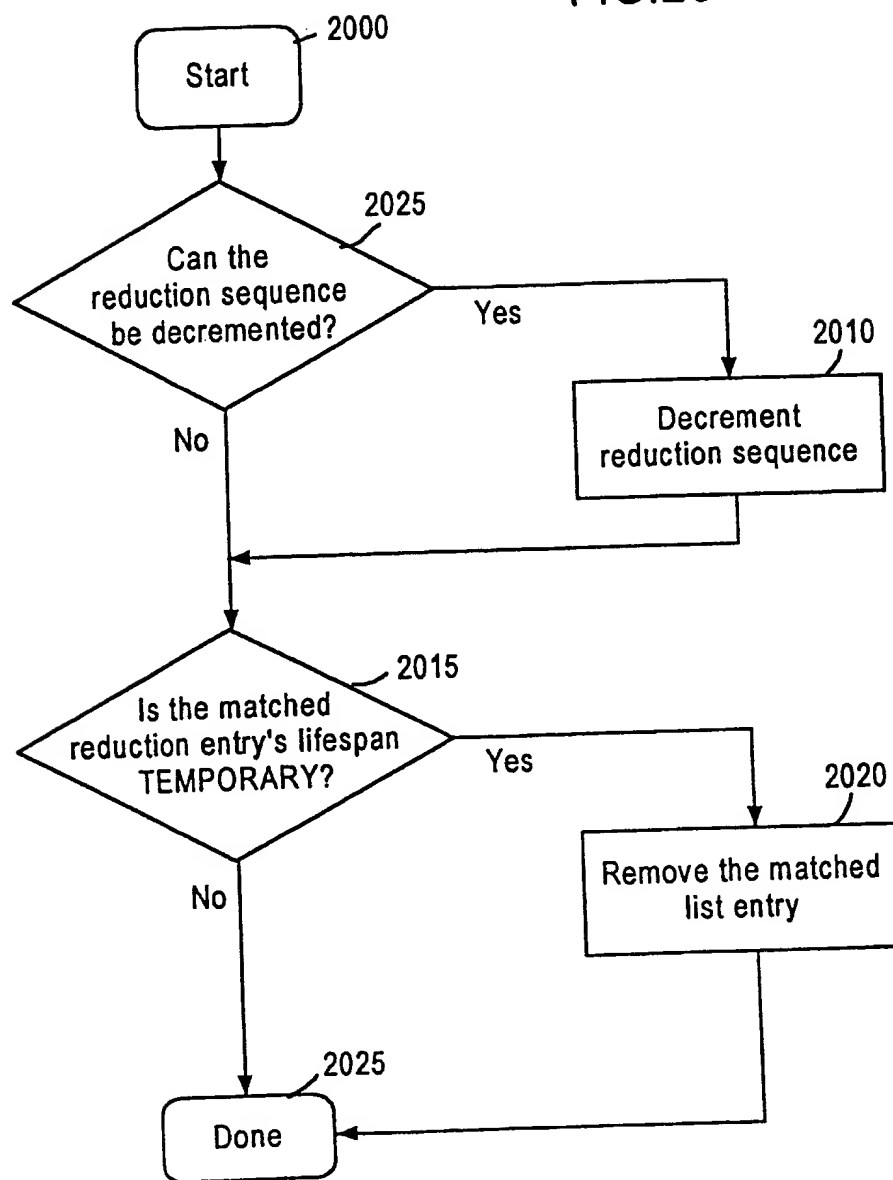 2000
Start
2025
Can the
reduction sequence
be decremented?
Yes
2010
Decrement
reduction sequence
No
2015
Is the matched
reduction entry's lifespan
TEMPORARY?
Yes
2020
Remove the matched
list entry
No
2025
Done